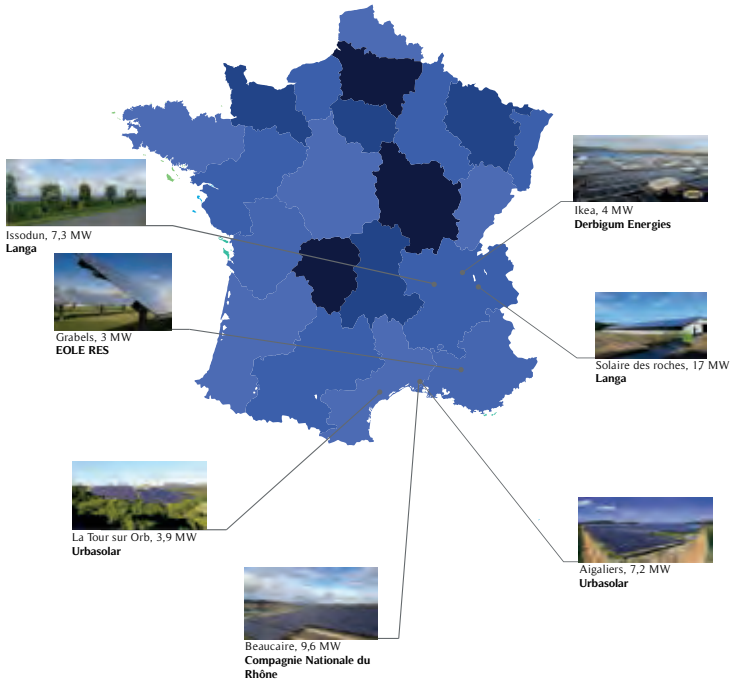 Issodun, 7,3 MW
Langa
Grabels, 3 MW
EOLE RES
La Tour sur Orb, 3,9 MW
Urbasolar
Beaucaire, 9,6 MW
Compagnie Nationale du
Rhône
Ikea, 4 MW
Derbigum Energies
Solaire des roches, 17 MW
Langa
Aigaliers, 7,2 MW
Urbasolar